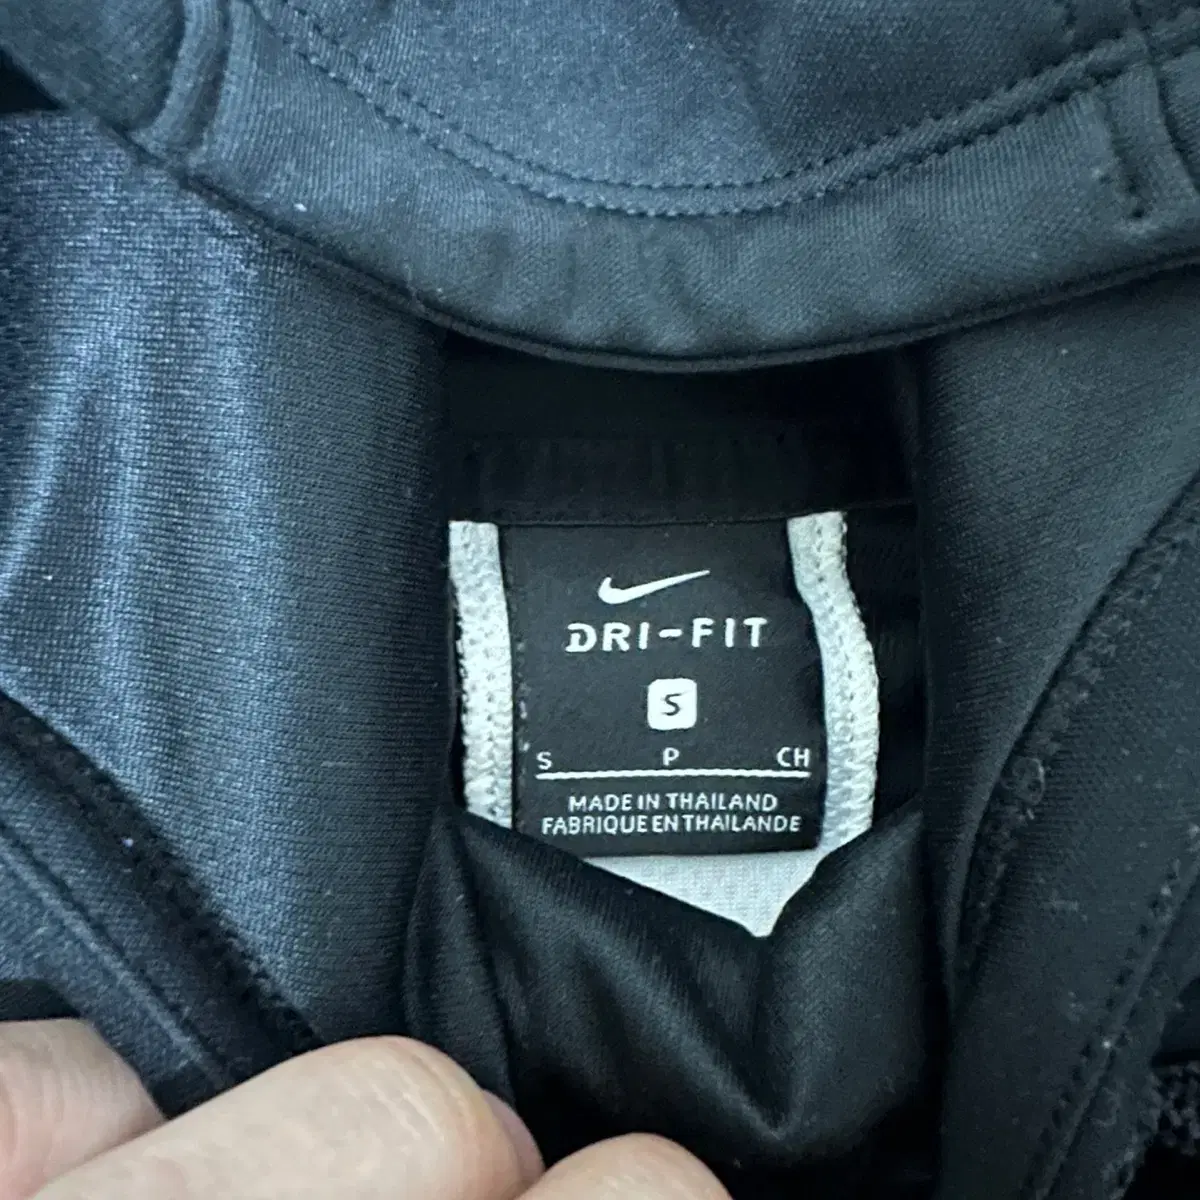 DRI-FIT
S
S P CH
MADE IN THAILAND
FABRIQUE EN THAILANDE